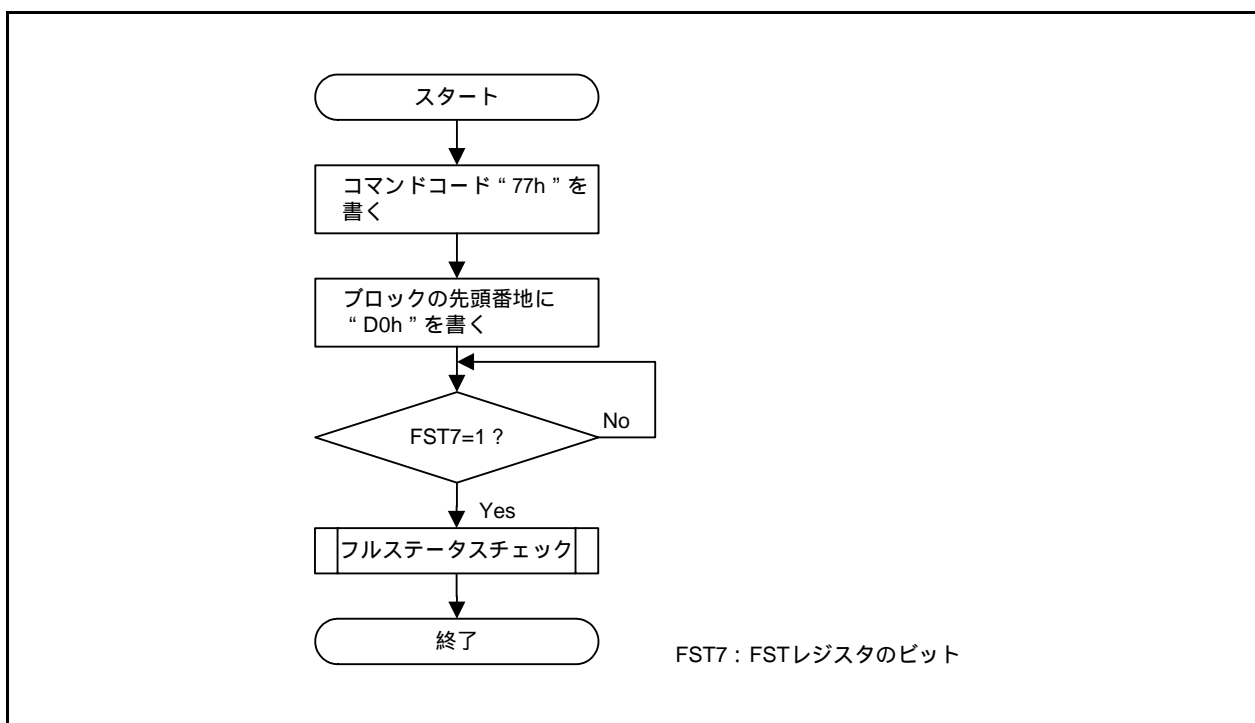 スタート
コマンドコード“77h”を
書く
ブロックの先頭番地に
“D0h”を書く
FST7=1 ?
No
Yes
フルステータスチェック
終了
FST7 : FSTレジスタのビット